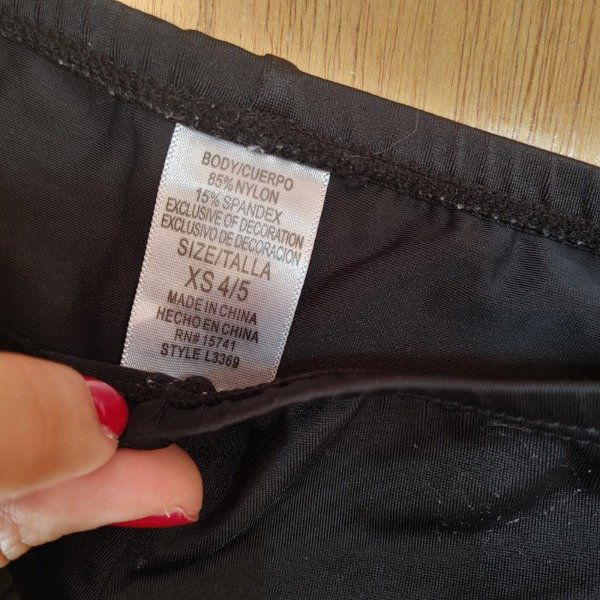 BODY/CUERPO
85% NYLON
15% SPANDEX
EXCLUSIVE OF DECORATION
EXCLUSIVO DE DECORACION
SIZE/TALLA
XS 4/5
MADE IN CHINA
HECHO EN CHINA
RN# 15741
STYLE L3369